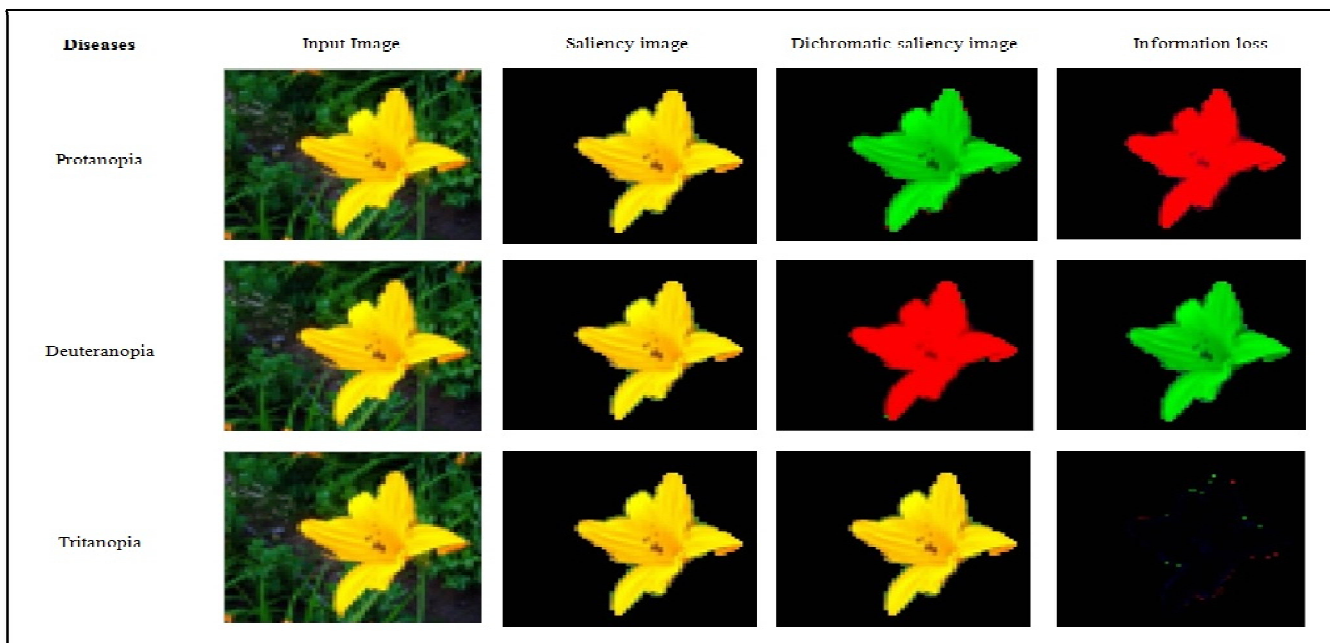 Diseases Input Image Saliency image Dichromatic saliency image Information loss
Protanopia
Deuteranopia
Tritanopia